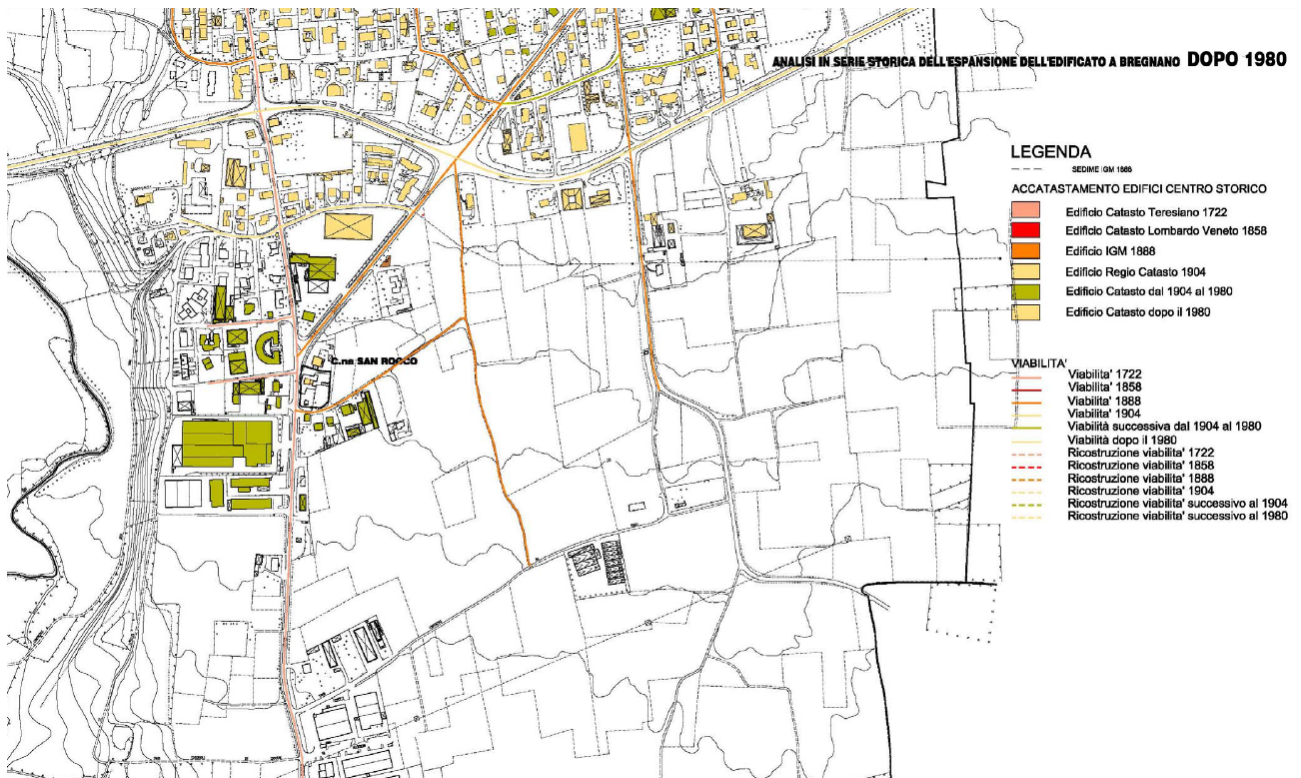 ANALISI IN SERIE STORICA DELL'ESPANSIONE DELL'EDIFICATO A BREGNANO DOPO 1980
LEGENDA
SEDIME IGM 1888
ACCATASTAMENTO EDIFICI CENTRO STORICO
Edificio Catasto Teresiano 1722
Edificio Catasto Lombardo Veneto 1858
Edificio IGM 1888
Edificio Regio Catasto 1904
Edificio Catasto dal 1904 al 1980
Edificio Catasto dopo il 1980
VIABILITA'
Viabilita' 1722
Viabilita' 1858
Viabilita' 1888
Viabilita' 1904
Viabilità successiva dal 1904 al 1980
Viabilità dopo il 1980
Ricostruzione viabilita' 1722
Ricostruzione viabilita' 1858
Ricostruzione viabilita' 1888
Ricostruzione viabilita' 1904
Ricostruzione viabilita' successivo al 1904
Ricostruzione viabilita' successivo al 1980
C.na SAN ROCCO